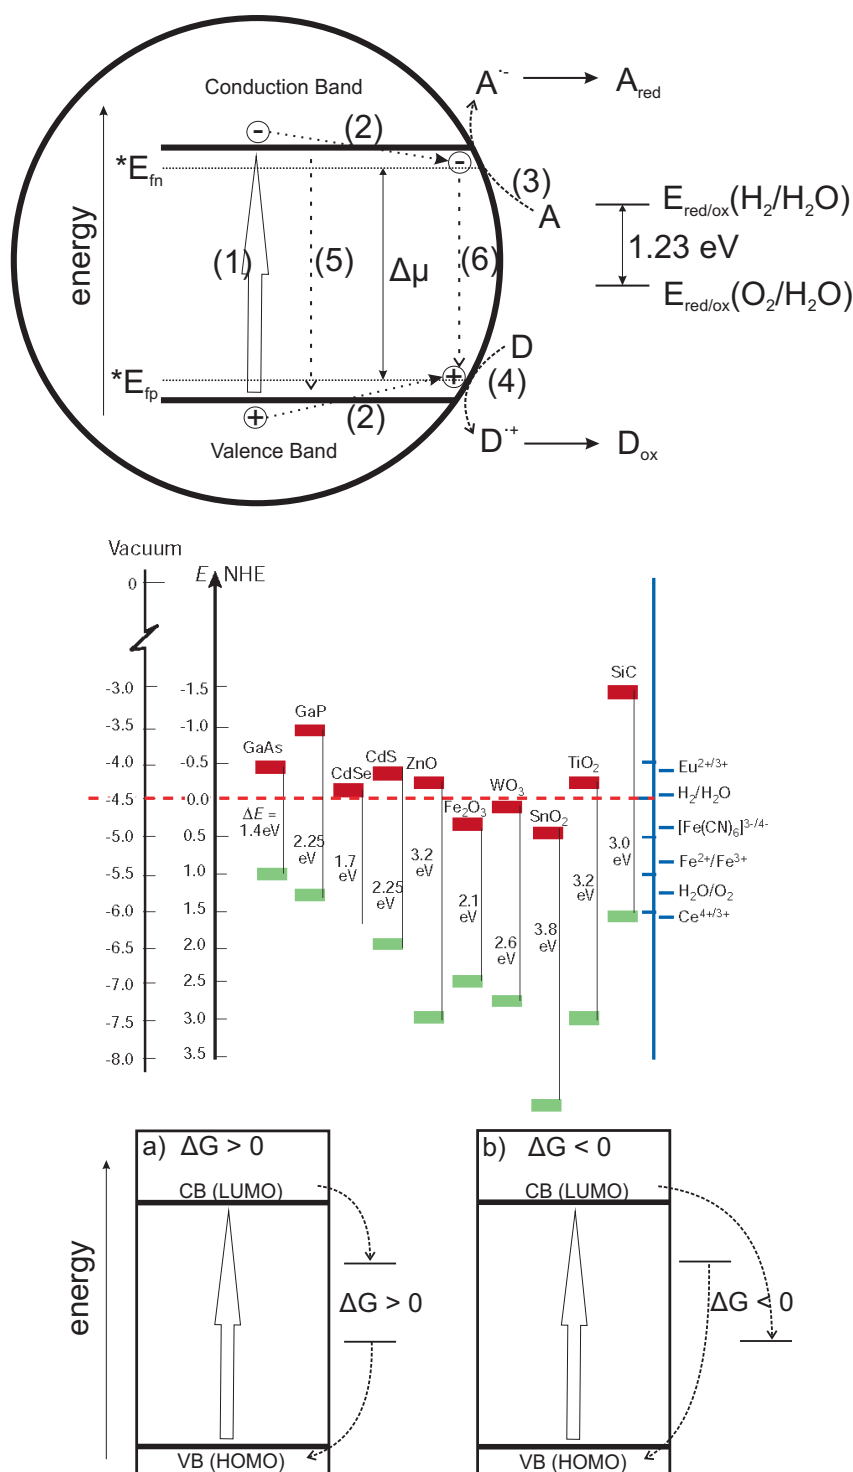 Conduction Band
A·- → A_red
(2)
*E_fn
(3)
A
E_red/ox(H₂/H₂O)
energy
(1)
(5)
Δμ
(6)
1.23 eV
E_red/ox(O₂/H₂O)
D
*E_fp
(4)
(2)
Valence Band
D·+ → D_ox
Vacuum
E NHE
0
SiC
-3.0 -1.5
GaP
-3.5 -1.0
GaAs CdS ZnO TiO₂
-4.0 -0.5
Eu²⁺/³⁺
CdSe WO₃
H₂/H₂O
-4.5 0.0
Fe₂O₃ SnO₂
ΔE =
1.4eV
[Fe(CN)₆]³⁻/⁴⁻
-5.0 0.5
2.25
eV
1.7
eV
3.2
eV
3.0
eV
Fe²⁺/Fe³⁺
-5.5 1.0
2.25
eV
2.1
eV
3.2
eV
H₂O/O₂
-6.0 1.5
Ce⁴⁺/³⁺
-6.5 2.0
2.6
eV
3.8
eV
-7.0 2.5
-7.5 3.0
-8.0 3.5
a) ΔG > 0
CB (LUMO)
energy
ΔG > 0
VB (HOMO)
b) ΔG < 0
CB (LUMO)
ΔG < 0
VB (HOMO)